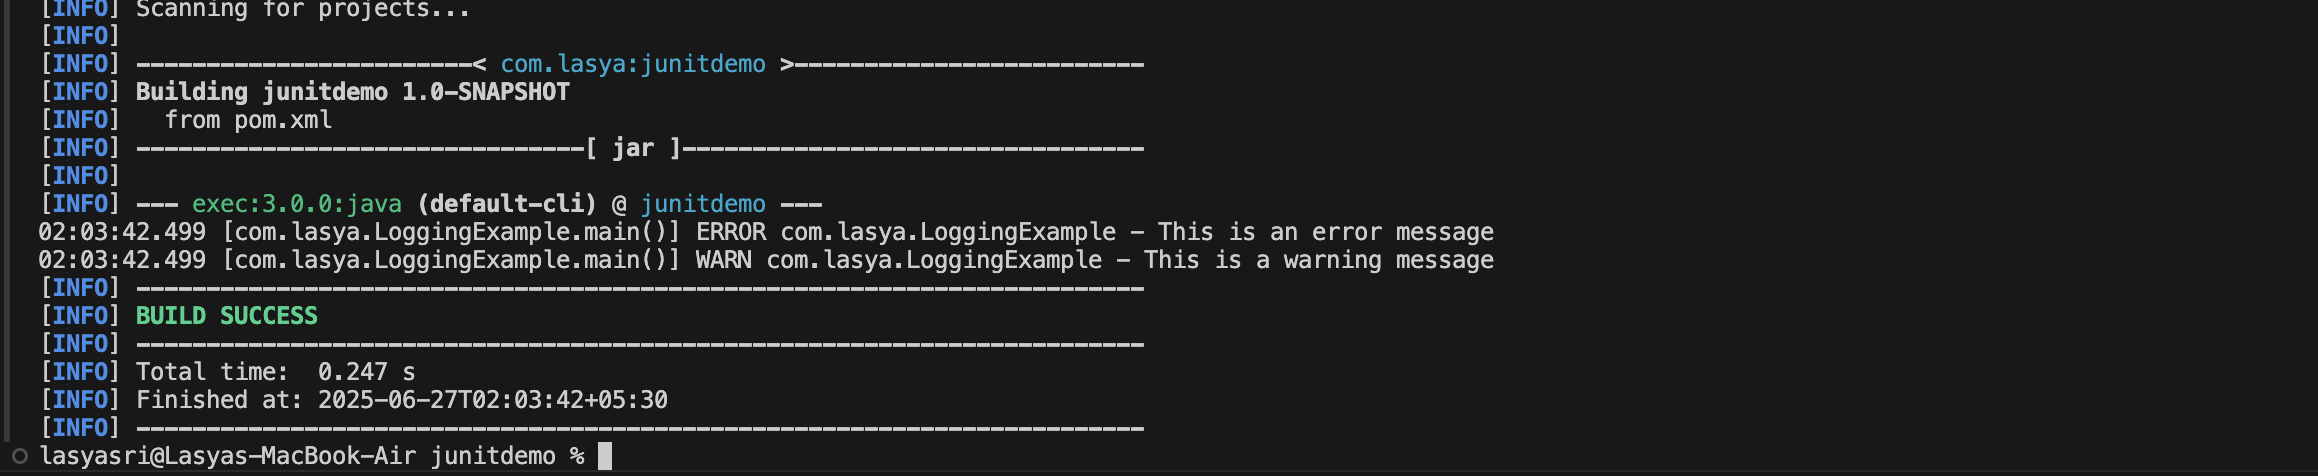 [INFO] Scanning for projects...
[INFO]
[INFO] ------------------------< com.lasya:junitdemo >-------------------------
[INFO] Building junitdemo 1.0-SNAPSHOT
[INFO]   from pom.xml
[INFO] --------------------------------[ jar ]---------------------------------
[INFO]
[INFO] --- exec:3.0.0:java (default-cli) @ junitdemo ---
02:03:42.499 [com.lasya.LoggingExample.main()] ERROR com.lasya.LoggingExample - This is an error message
02:03:42.499 [com.lasya.LoggingExample.main()] WARN com.lasya.LoggingExample - This is a warning message
[INFO] ------------------------------------------------------------------------
[INFO] BUILD SUCCESS
[INFO] ------------------------------------------------------------------------
[INFO] Total time:  0.247 s
[INFO] Finished at: 2025-06-27T02:03:42+05:30
[INFO] ------------------------------------------------------------------------
lasyasri@Lasyas-MacBook-Air junitdemo %